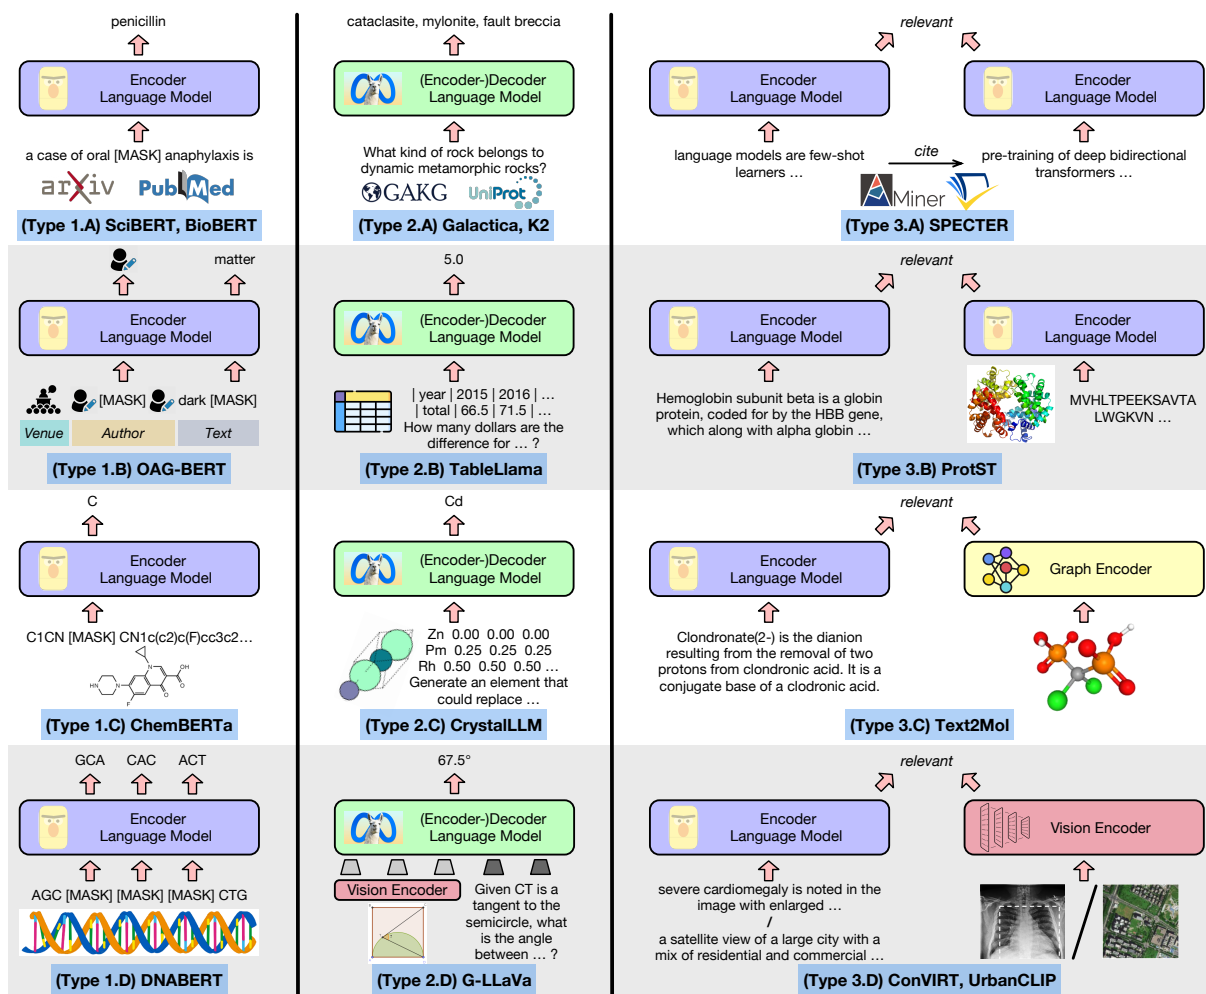 penicillin
Encoder
Language Model
a case of oral [MASK] anaphylaxis is
arXiv PubMed
(Type 1.A) SciBERT, BioBERT
cataclasite, mylonite, fault breccia
(Encoder-)Decoder
Language Model
What kind of rock belongs to
dynamic metamorphic rocks?
GAKG UniProt
(Type 2.A) Galactica, K2
relevant
Encoder
Language Model
Encoder
Language Model
language models are few-shot
learners ...
cite
pre-training of deep bidirectional
transformers ...
AMiner
(Type 3.A) SPECTER
matter
Encoder
Language Model
[MASK] dark [MASK]
Venue Author Text
(Type 1.B) OAG-BERT
5.0
(Encoder-)Decoder
Language Model
| year | 2015 | 2016 | ...
| total | 66.5 | 71.5 | ...
How many dollars are the
difference for ... ?
(Type 2.B) TableLlama
relevant
Encoder
Language Model
Encoder
Language Model
Hemoglobin subunit beta is a globin
protein, coded for by the HBB gene,
which along with alpha globin ...
MVHLTPEEKSAVTA
LWGKVN ...
(Type 3.B) ProtST
C
Encoder
Language Model
C1CN [MASK] CN1c(c2)c(F)cc3c2...
O OH
HN N N
F O
(Type 1.C) ChemBERTa
Cd
(Encoder-)Decoder
Language Model
Zn 0.00 0.00 0.00
Pm 0.25 0.25 0.25
Rh 0.50 0.50 0.50 ...
Generate an element that
could replace ...
(Type 2.C) CrystalLLM
relevant
Encoder
Language Model
Graph Encoder
Clondronate(2-) is the dianion
resulting from the removal of two
protons from clondronic acid. It is a
conjugate base of a clodronic acid.
(Type 3.C) Text2Mol
GCA CAC ACT
Encoder
Language Model
AGC [MASK] [MASK] [MASK] CTG
(Type 1.D) DNABERT
67.5°
(Encoder-)Decoder
Language Model
Vision Encoder
Given CT is a
tangent to the
semicircle, what
is the angle
between ... ?
(Type 2.D) G-LLaVa
relevant
Encoder
Language Model
Vision Encoder
severe cardiomegaly is noted in the
image with enlarged ...
/
a satellite view of a large city with a
mix of residential and commercial ...
(Type 3.D) ConVIRT, UrbanCLIP